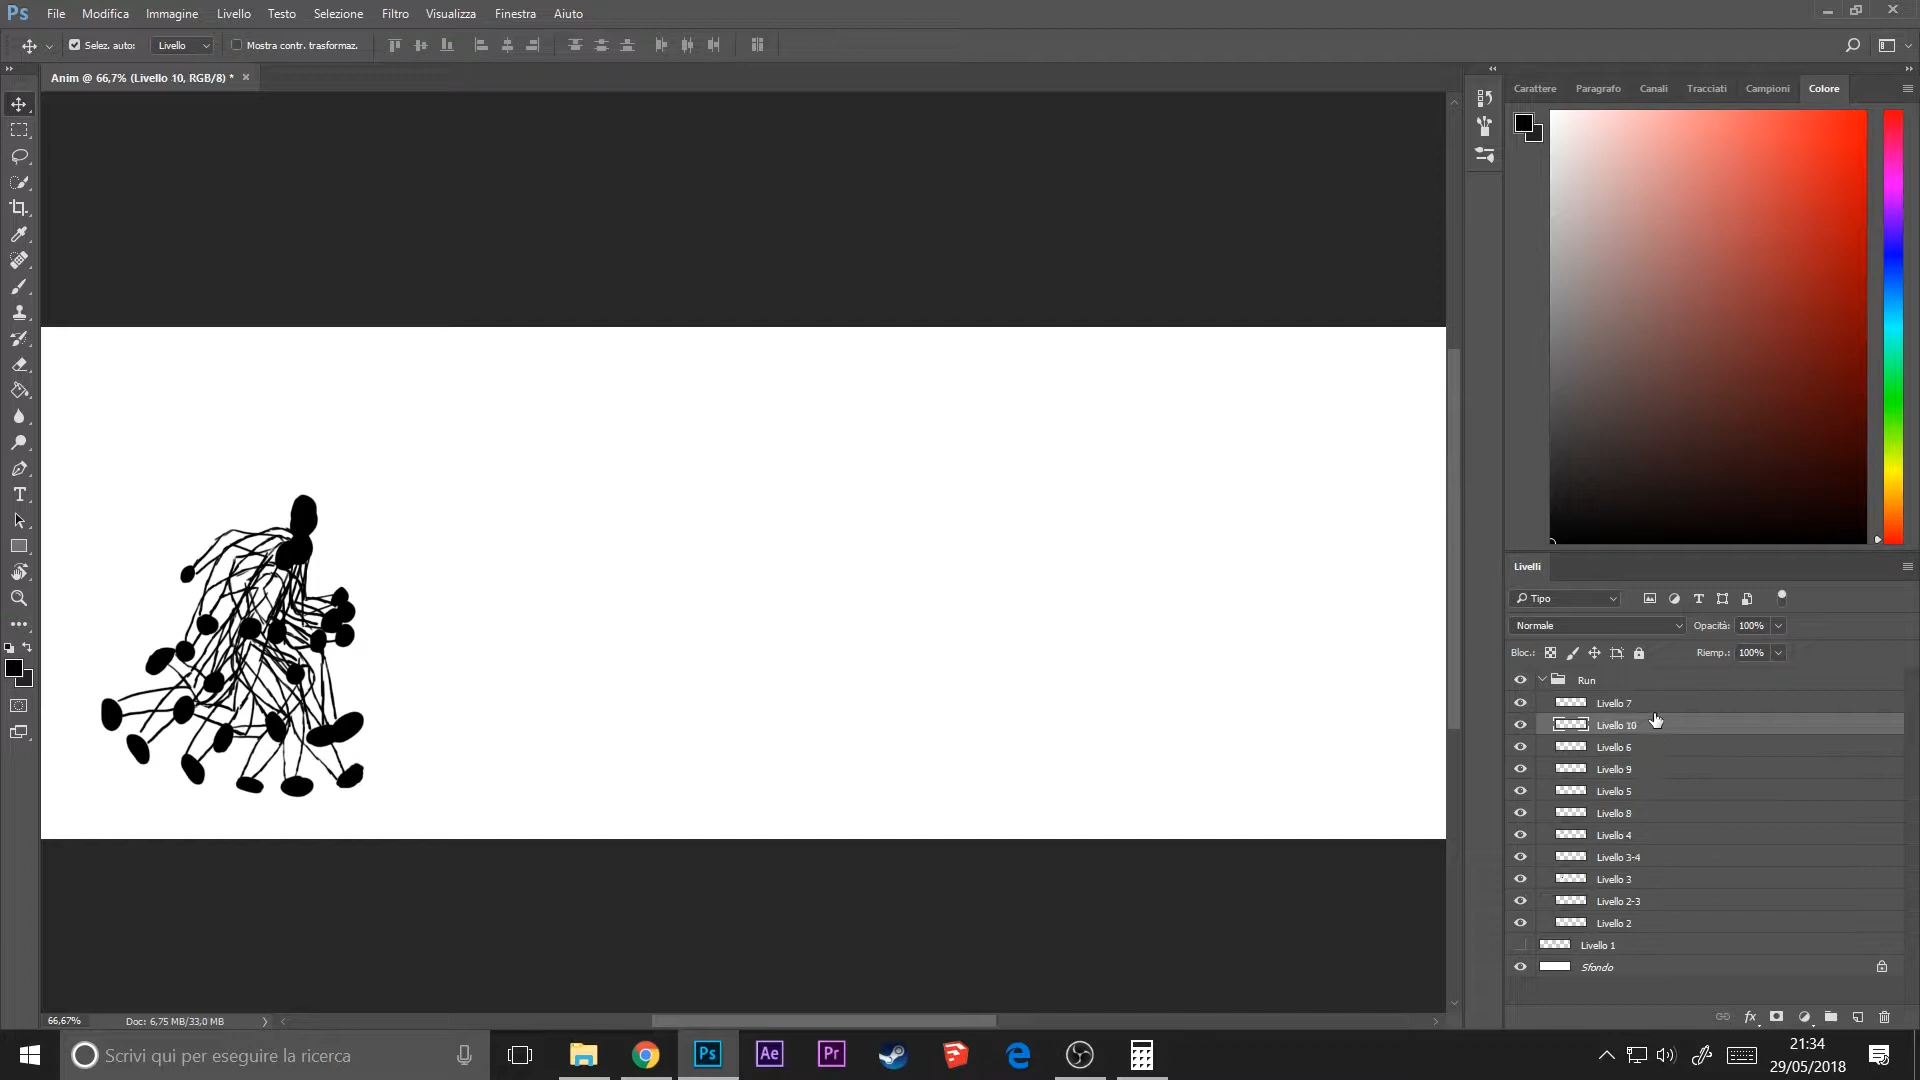 Ps File Modifica Immagine Livello Testo Selezione Filtro Visualizza Finestra Aiuto
Selez. auto: Livello Mostra contr. trasformaz.
Anim @ 66,7% (Livello 10, RGB/8) * ×
Carattere Paragrafo Canali Tracciati Campioni Colore
Livelli
Tipo
Normale Opacità: 100%
Bloc.: Riemp.: 100%
Run
Livello 7
Livello 10
Livello 6
Livello 9
Livello 5
Livello 8
Livello 4
Livello 3-4
Livello 3
Livello 2-3
Livello 2
Livello 1
Sfondo
fx
66,67% Doc: 6,75 MB/33,0 MB
Scrivi qui per eseguire la ricerca
Ps Ae Pr
21:34
29/05/2018